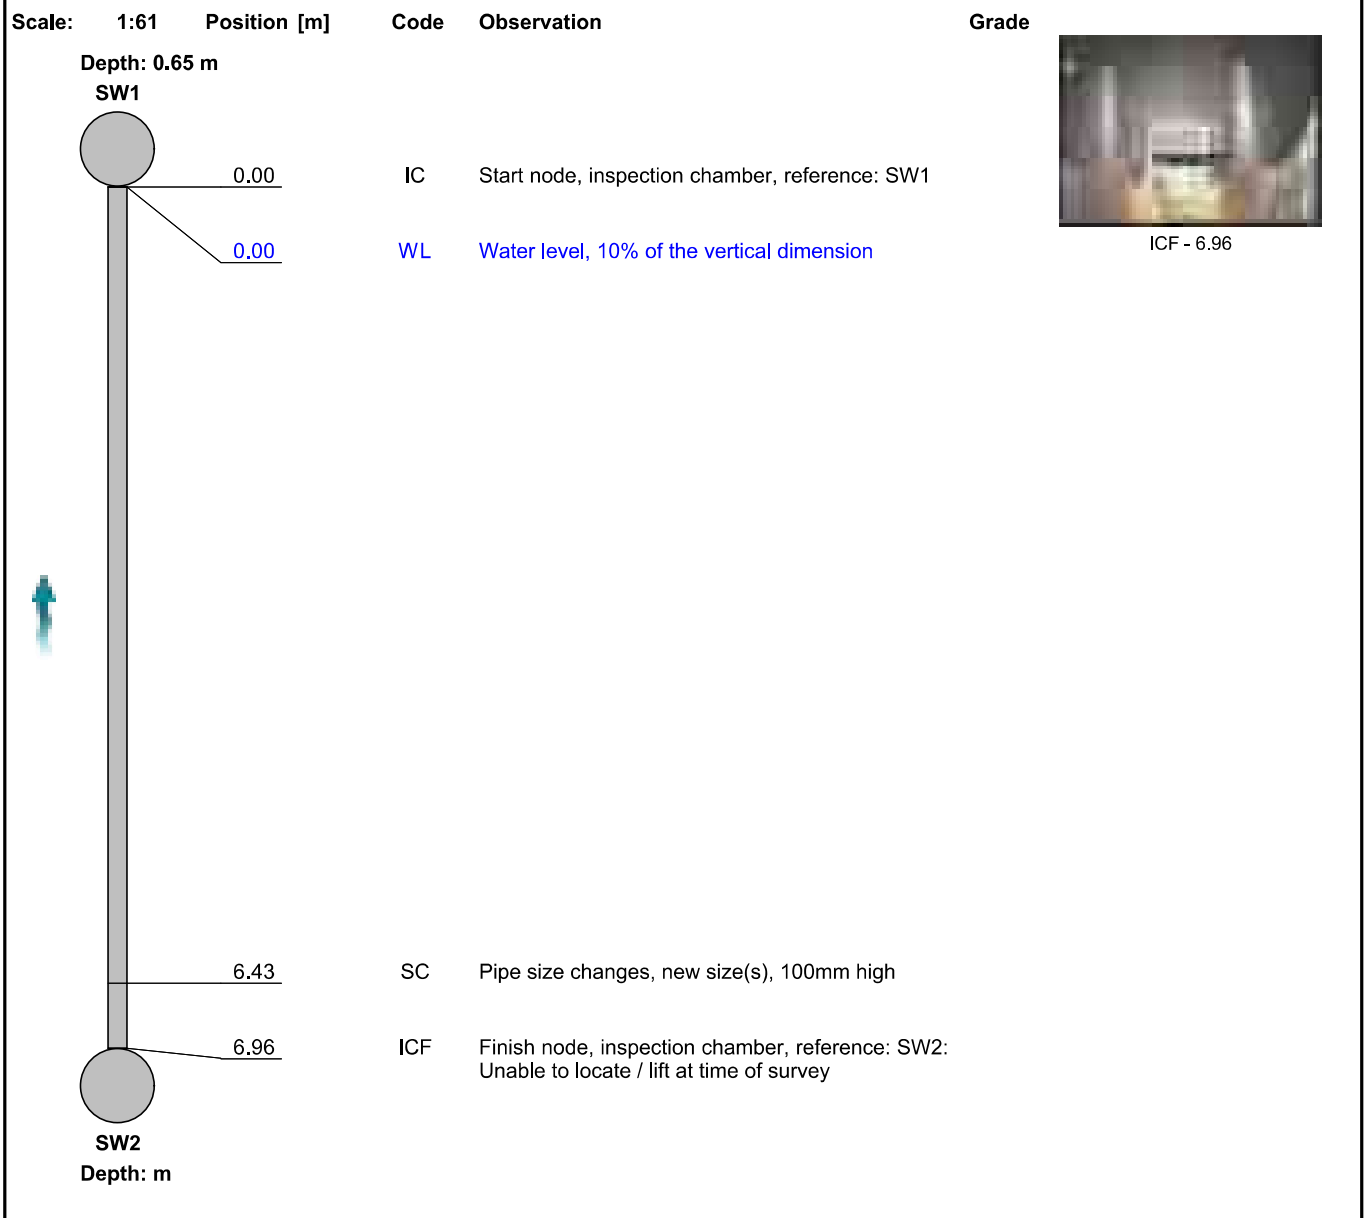 Scale: 1:61 Position [m] Code Observation Grade
Depth: 0.65 m
SW1
0.00 IC Start node, inspection chamber, reference: SW1
0.00 WL Water level, 10% of the vertical dimension
ICF - 6.96
6.43 SC Pipe size changes, new size(s), 100mm high
6.96 ICF Finish node, inspection chamber, reference: SW2:
Unable to locate / lift at time of survey
SW2
Depth: m